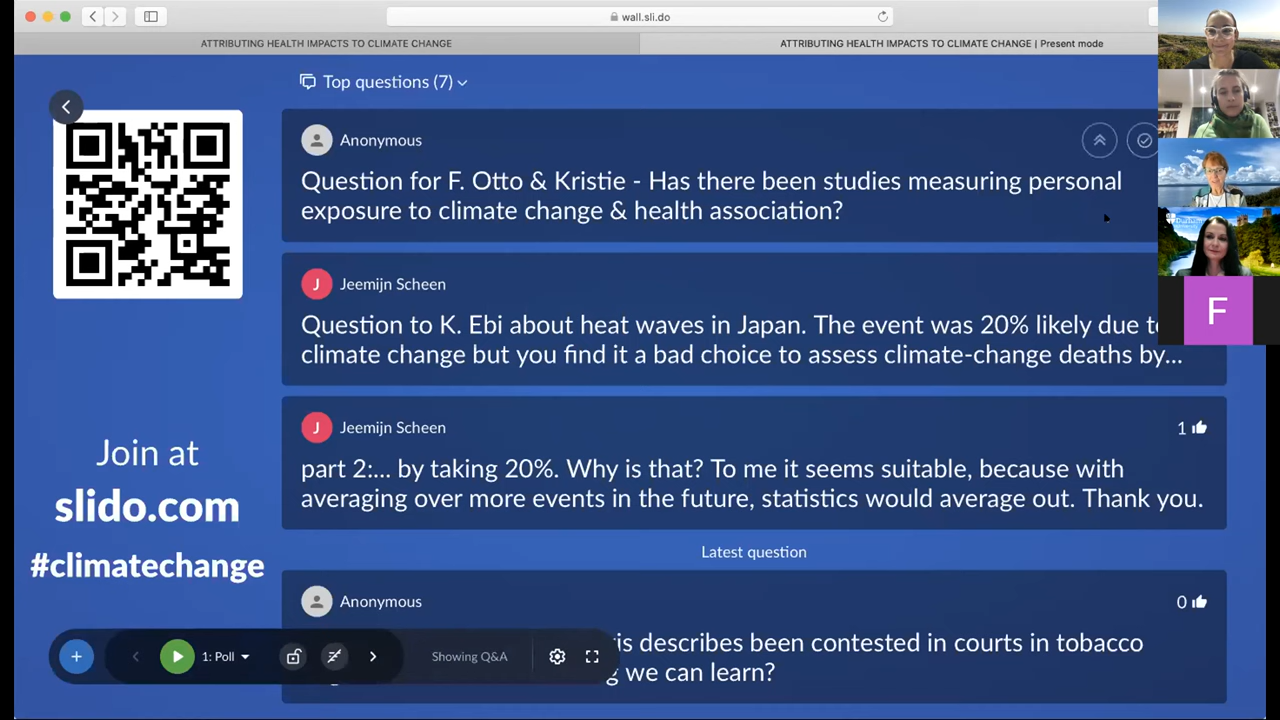 wall.sli.do
ATTRIBUTING HEALTH IMPACTS TO CLIMATE CHANGE
ATTRIBUTING HEALTH IMPACTS TO CLIMATE CHANGE | Present mode
Top questions (7)
Anonymous
Question for F. Otto & Kristie - Has there been studies measuring personal
exposure to climate change & health association?
J
Jeemijn Scheen
Question to K. Ebi about heat waves in Japan. The event was 20% likely due
climate change but you find it a bad choice to assess climate-change deaths by...
F
J
Jeemijn Scheen
1
part 2:... by taking 20%. Why is that? To me it seems suitable, because with
averaging over more events in the future, statistics would average out. Thank you.
Join at
slido.com
#climatechange
Latest question
Anonymous
0
describes been contested in courts in tobacco
we can learn?
1: Poll
Showing Q&A